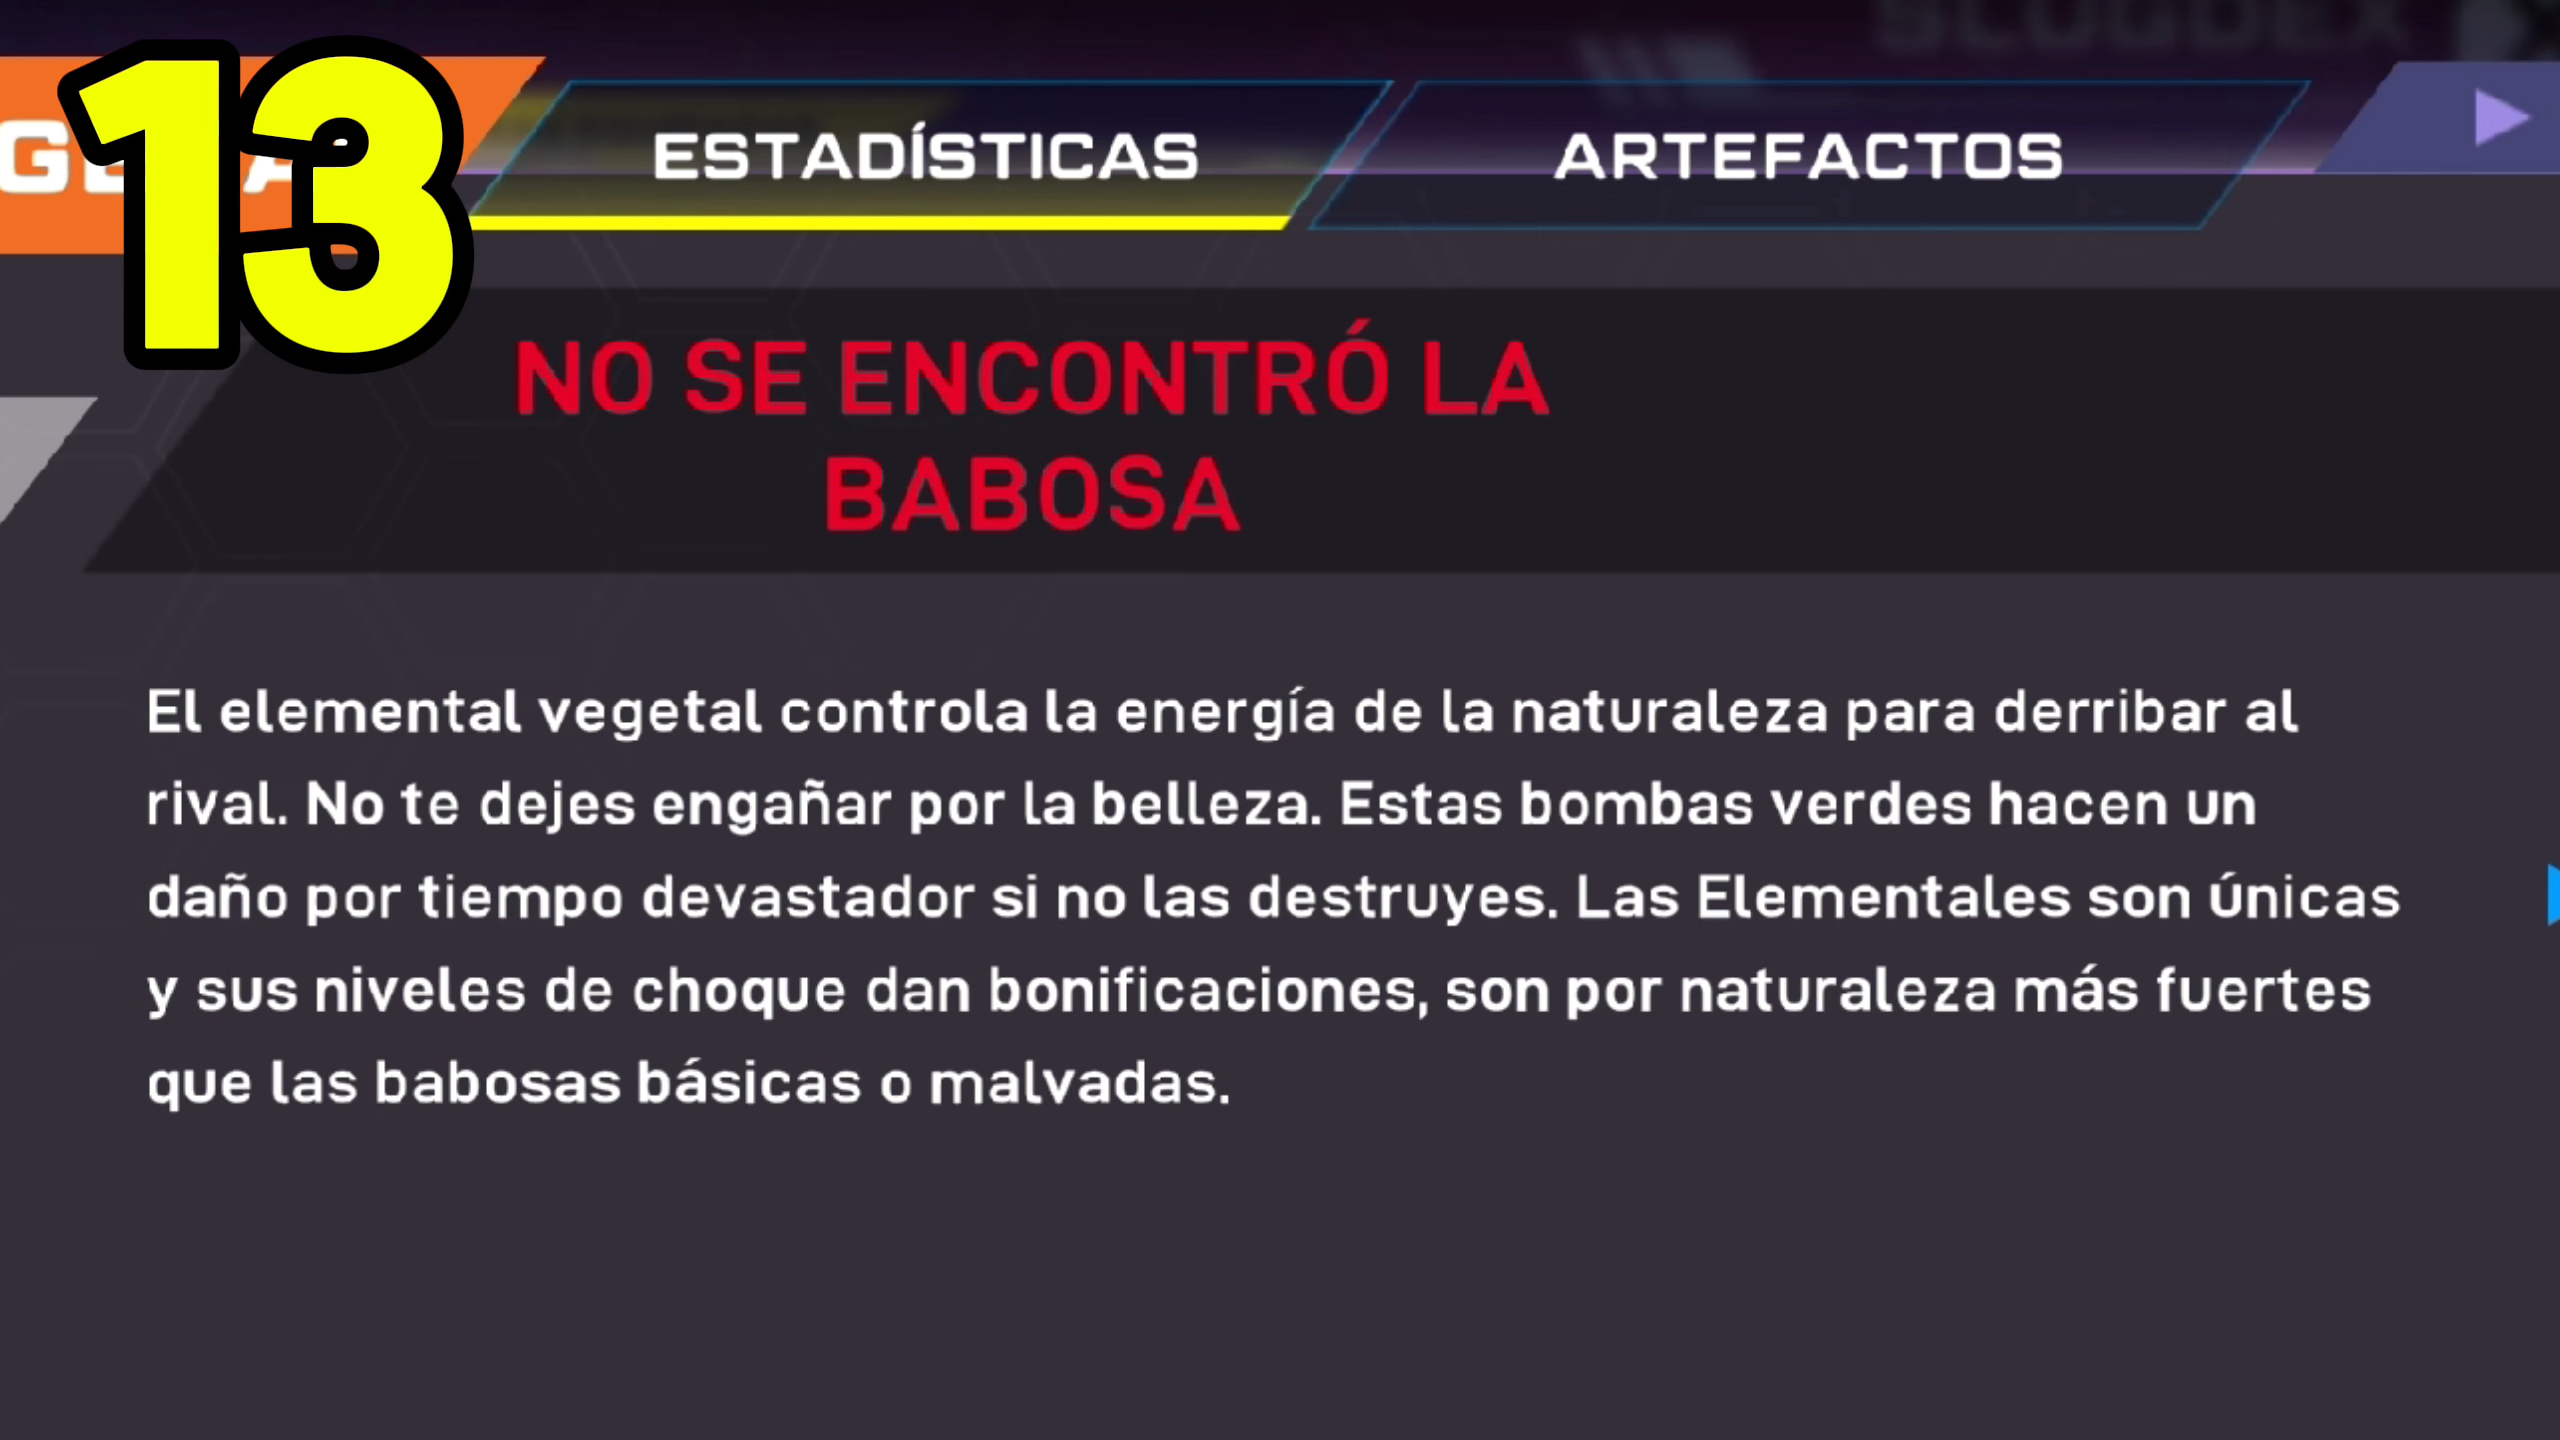 SLUGDEX
13
ESTADÍSTICAS
ARTEFACTOS
NO SE ENCONTRÓ LA
BABOSA
El elemental vegetal controla la energía de la naturaleza para derribar al
rival. No te dejes engañar por la belleza. Estas bombas verdes hacen un
daño por tiempo devastador si no las destruyes. Las Elementales son únicas
y sus niveles de choque dan bonificaciones, son por naturaleza más fuertes
que las babosas básicas o malvadas.